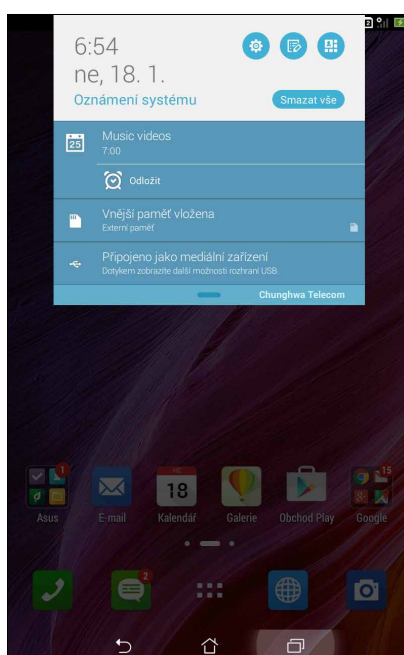 6:54
ne, 18. 1.
Oznámení systému
Smazat vše
25
Music videos
7:00
Odložit
Vnější paměť vložena
Externí paměť
Připojeno jako mediální zařízení
Dotykem zobrazíte další možnosti rozhraní USB.
Chunghwa Telecom
1
18
15
Asus
E-mail
Kalendář
Galerie
Obchod Play
Google
2